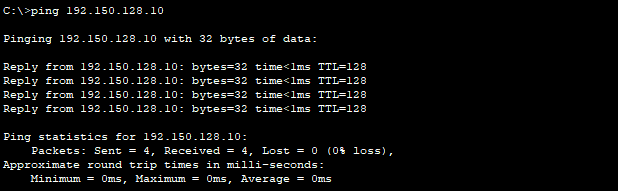 C:\>ping 192.150.128.10
Pinging 192.150.128.10 with 32 bytes of data:
Reply from 192.150.128.10: bytes=32 time<1ms TTL=128
Reply from 192.150.128.10: bytes=32 time<1ms TTL=128
Reply from 192.150.128.10: bytes=32 time<1ms TTL=128
Reply from 192.150.128.10: bytes=32 time<1ms TTL=128
Ping statistics for 192.150.128.10:
Packets: Sent = 4, Received = 4, Lost = 0 (0% loss),
Approximate round trip times in milli-seconds:
Minimum = 0ms, Maximum = 0ms, Average = 0ms